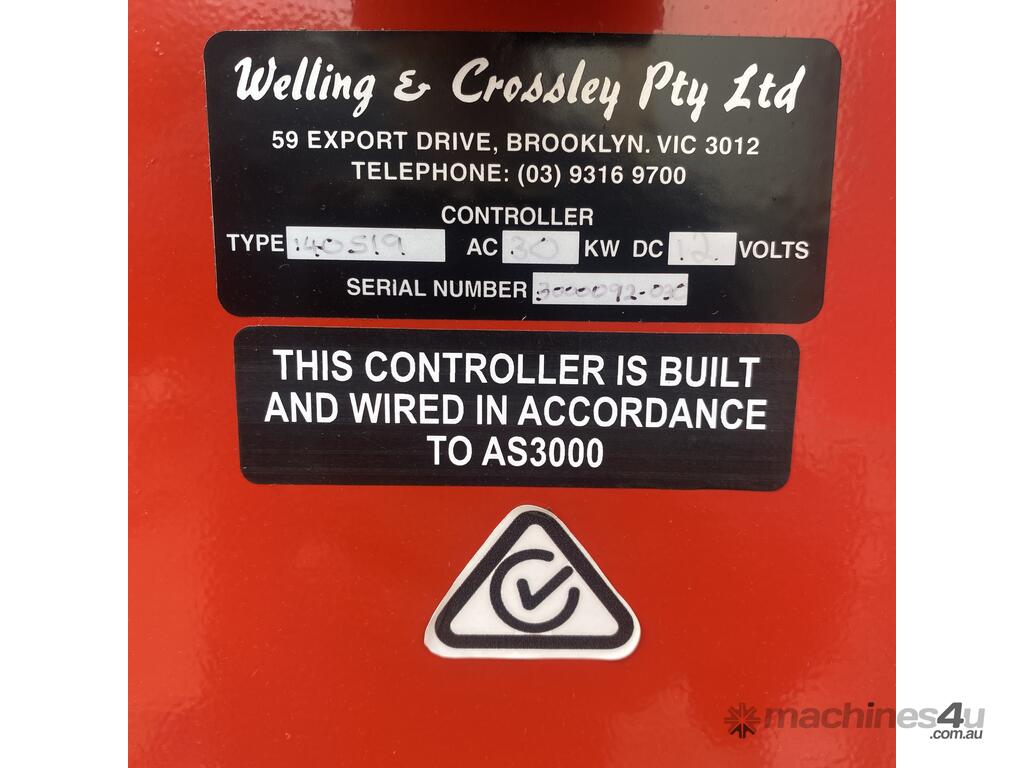 Welling & Crossley Pty Ltd
59 EXPORT DRIVE, BROOKLYN. VIC 3012
TELEPHONE: (03) 9316 9700
CONTROLLER
TYPE 140S19 AC 30 KW DC 12 VOLTS
SERIAL NUMBER
THIS CONTROLLER IS BUILT
AND WIRED IN ACCORDANCE
TO AS3000
machines4u
.com.au